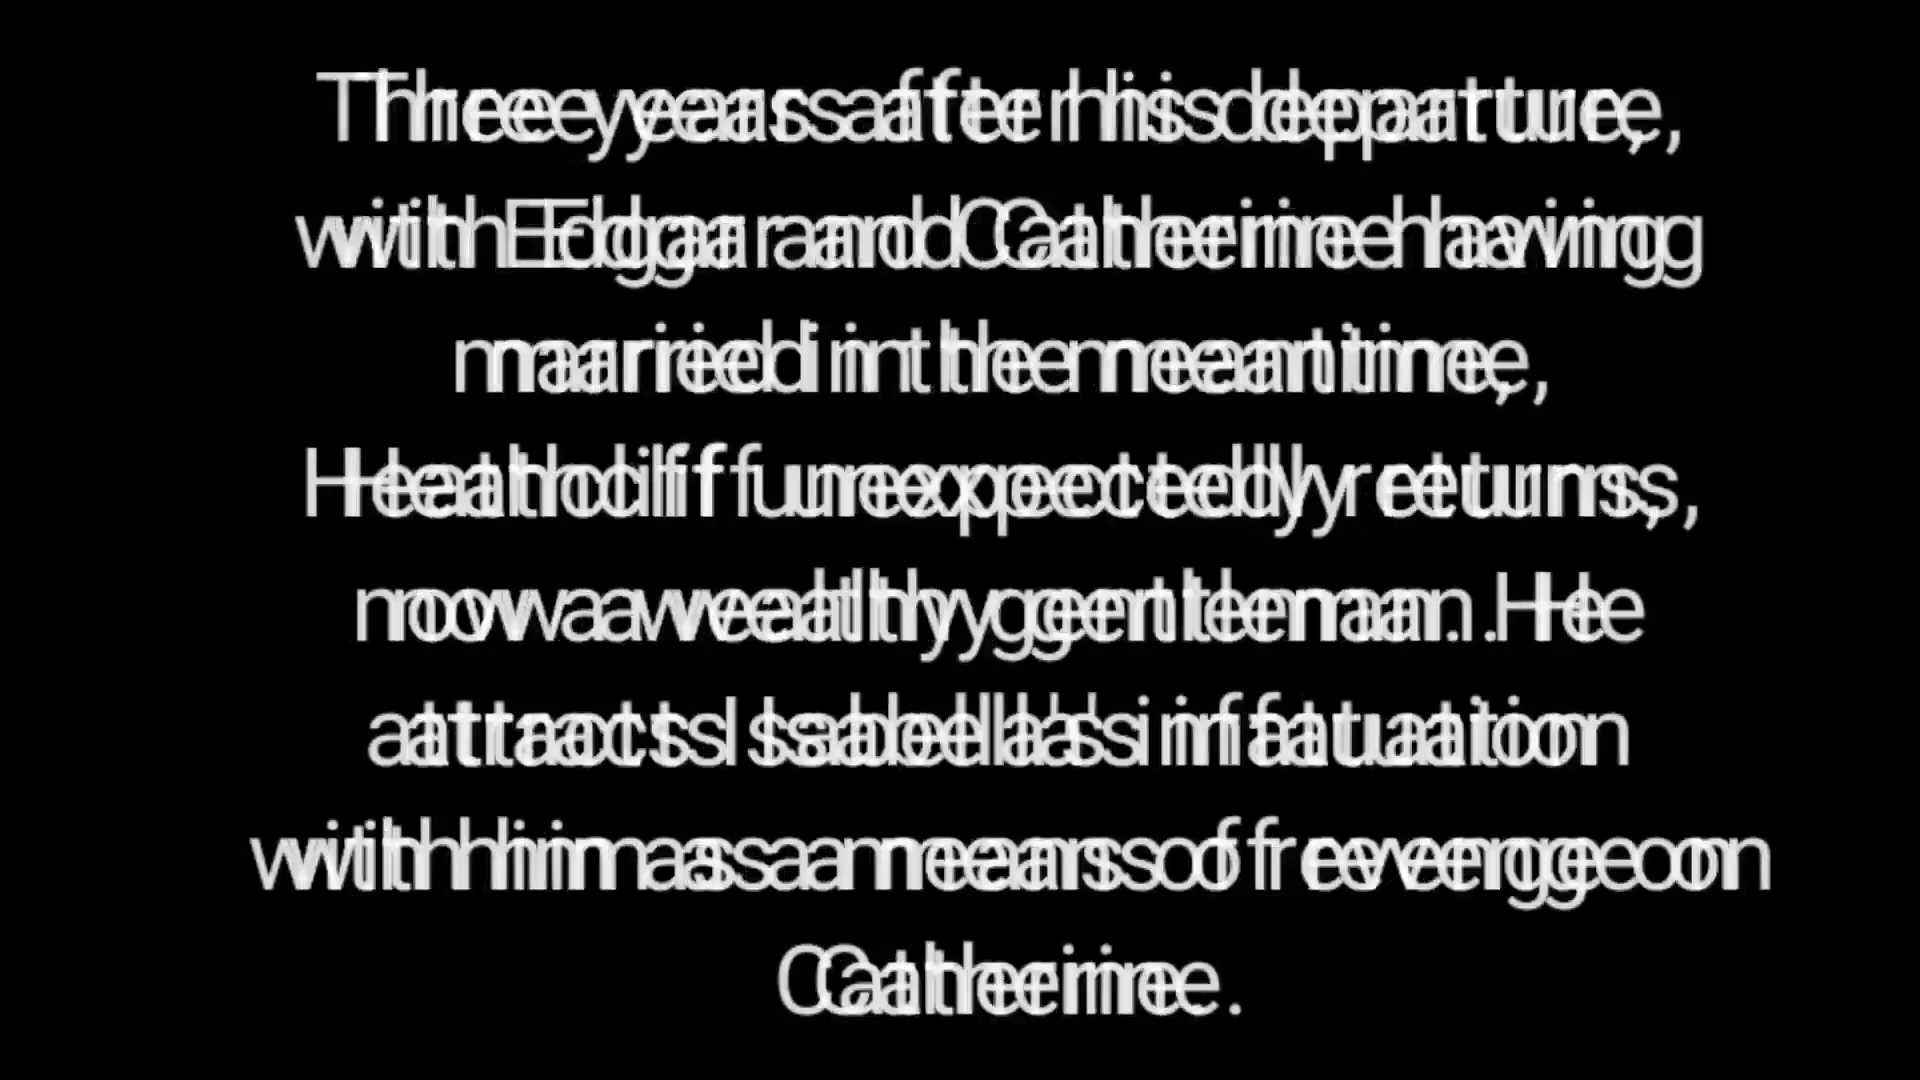 Three years after his departure,
with Edgar and Catherine having
married in the meantime,
Heathcliff unexpectedly returns,
now a wealthy gentleman. He
attracts Isabella's infatuation
with him as a means of revenge on
Catherine.